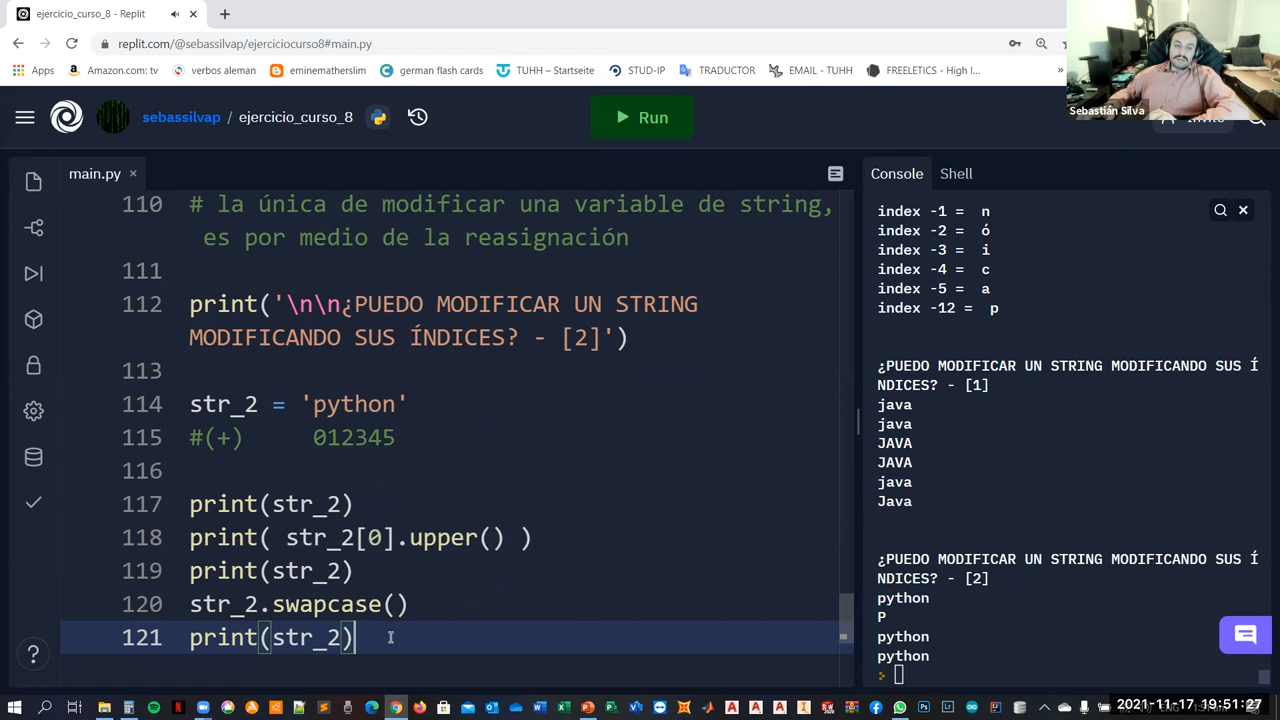 ejercicio_curso_8 - Replit
replit.com/@sebassilvap/ejerciciocurso8#main.py
Apps
Amazon.com: tv
verbos aleman
eminematherslim
german flash cards
TUHH – Startseite
STUD-IP
TRADUCTOR
EMAIL - TUHH
FREELETICS - High I...
»
Sebastián Silva
sebassilvap / ejercicio_curso_8
Run
main.py
110 # la única de modificar una variable de string,
es por medio de la reasignación
111
112 print('\n\n¿PUEDO MODIFICAR UN STRING
MODIFICANDO SUS ÍNDICES? - [2]')
113
114 str_2 = 'python'
115 #(+) 012345
116
117 print(str_2)
118 print( str_2[0].upper() )
119 print(str_2)
120 str_2.swapcase()
121 print(str_2)
Console
Shell
index -1 = n
index -2 = ó
index -3 = i
index -4 = c
index -5 = a
index -12 = p
¿PUEDO MODIFICAR UN STRING MODIFICANDO SUS Í
NDICES? - [1]
java
java
JAVA
JAVA
java
Java
¿PUEDO MODIFICAR UN STRING MODIFICANDO SUS Í
NDICES? - [2]
python
P
python
python
2021-11-17 19:51:27